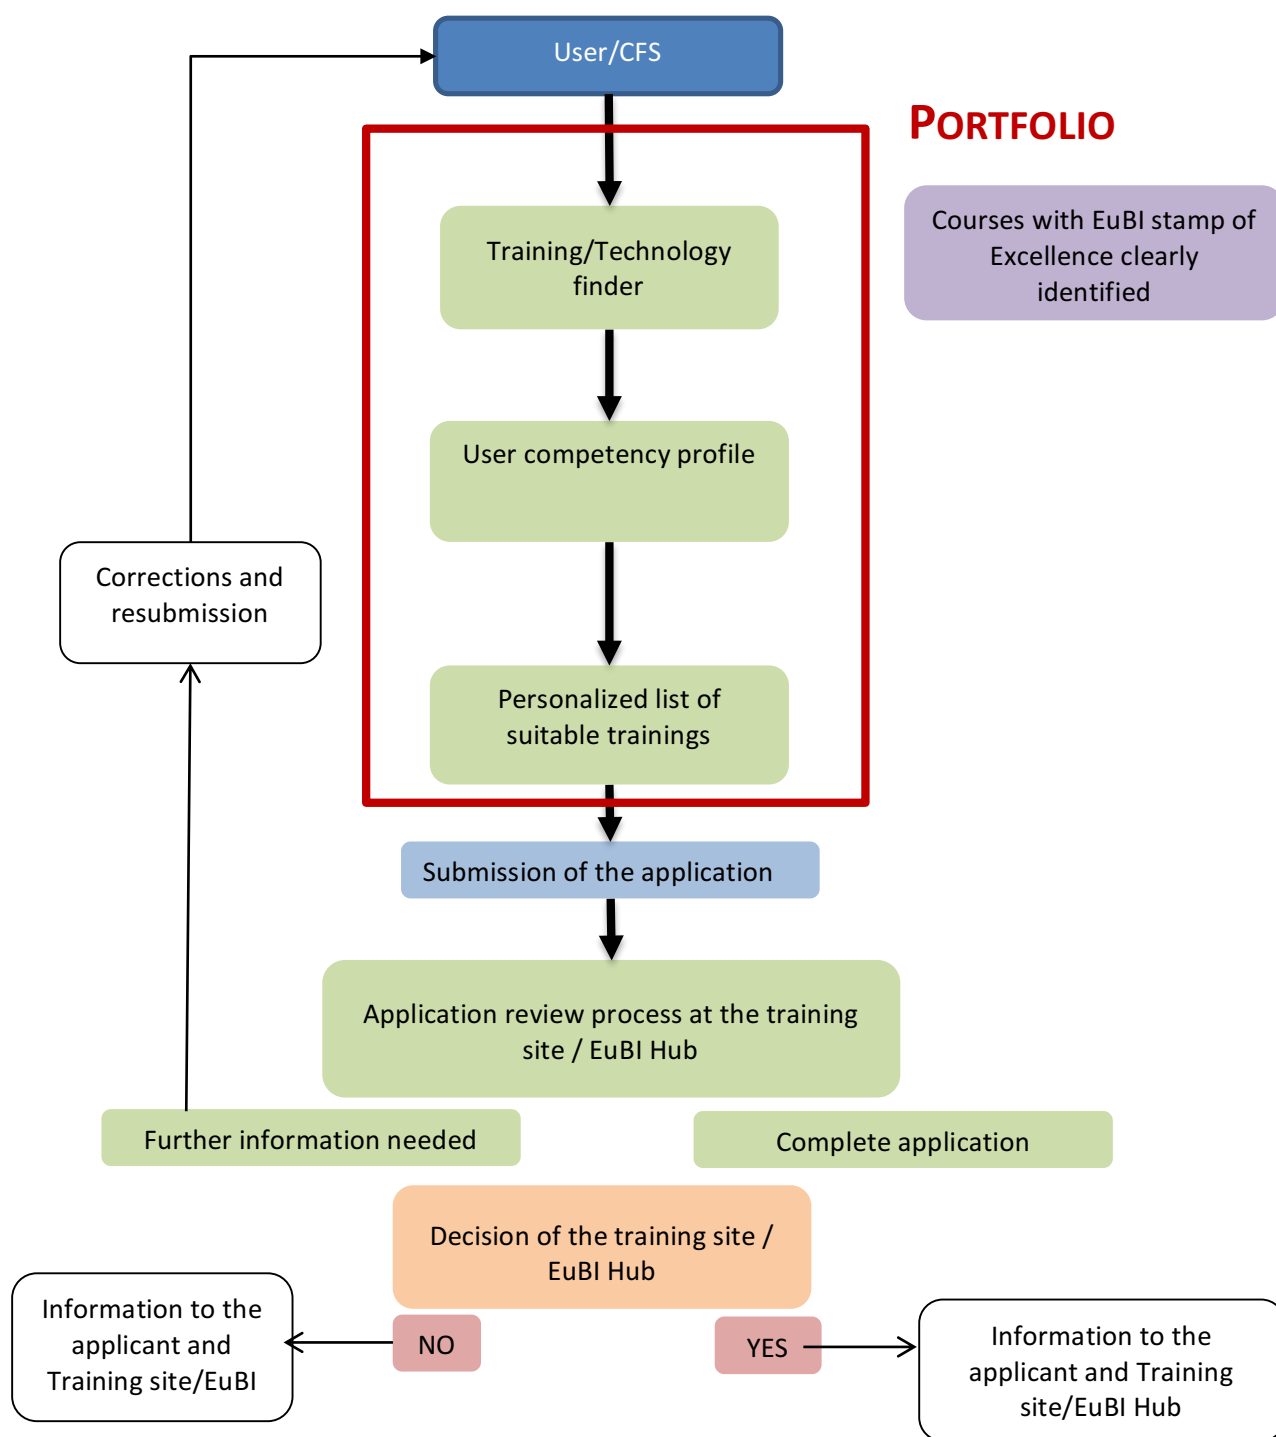 User/CFS
PORTFOLIO
Courses with EuBI stamp of
Excellence clearly
identified
Training/Technology
finder
User competency profile
Corrections and
resubmission
Personalized list of
suitable trainings
Submission of the application
Application review process at the training
site / EuBI Hub
Further information needed
Complete application
Decision of the training site /
EuBI Hub
Information to the
applicant and
Training site/EuBI
NO
YES
Information to the
applicant and Training
site/EuBI Hub